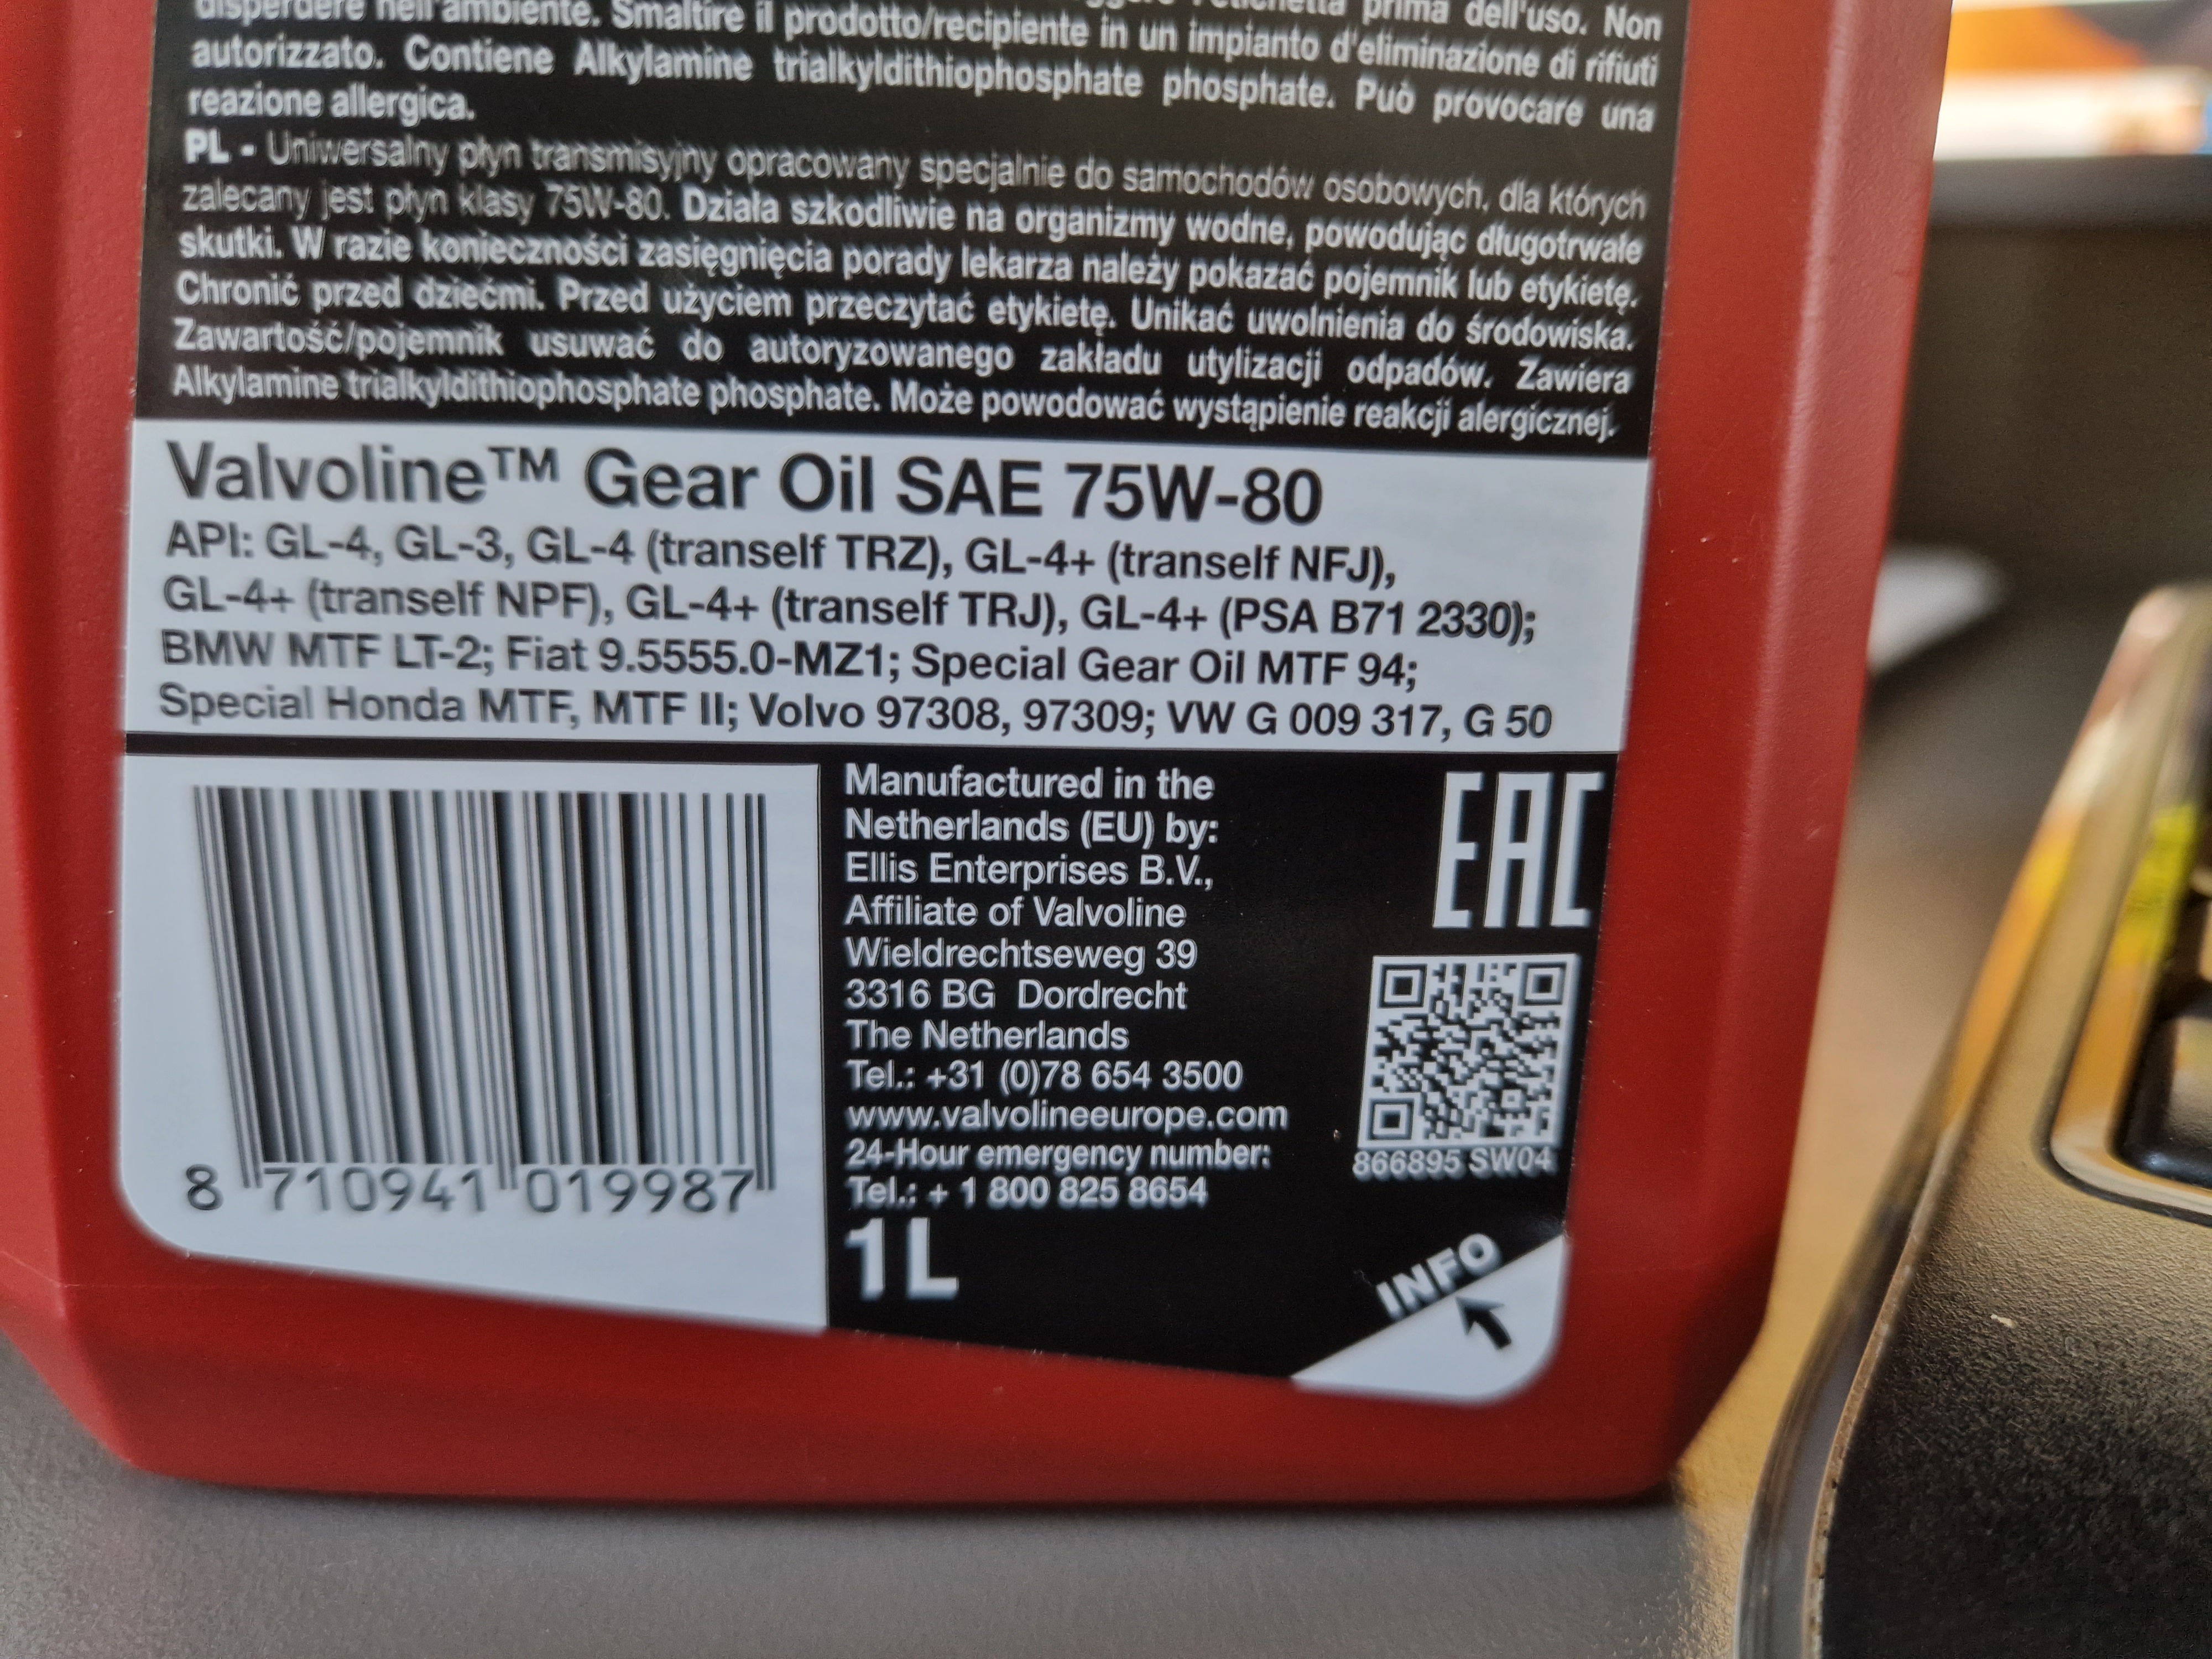 disperdere nell'ambiente. Smaltire il prodotto/recipiente in un impianto d'eliminazione di rifiuti
l'etichetta prima dell'uso. Non
autorizzato. Contiene Alkylamine trialkyldithiophosphate phosphate. Può provocare una
reazione allergica.
PL - Uniwersalny płyn transmisyjny opracowany specjalnie do samochodów osobowych, dla których
zalecany jest płyn klasy 75W-80. Działa szkodliwie na organizmy wodne, powodując długotrwałe
skutki. W razie konieczności zasięgnięcia porady lekarza należy pokazać pojemnik lub etykietę.
Chronić przed dziećmi. Przed użyciem przeczytać etykietę. Unikać uwolnienia do środowiska.
Zawartość/pojemnik usuwać do autoryzowanego zakładu utylizacji odpadów. Zawiera
Alkylamine trialkyldithiophosphate phosphate. Może powodować wystąpienie reakcji alergicznej.
Valvoline™ Gear Oil SAE 75W-80
API: GL-4, GL-3, GL-4 (tranself TRZ), GL-4+ (tranself NFJ),
GL-4+ (tranself NPF), GL-4+ (tranself TRJ), GL-4+ (PSA B71 2330);
BMW MTF LT-2; Fiat 9.5555.0-MZ1; Special Gear Oil MTF 94;
Special Honda MTF, MTF II; Volvo 97308, 97309; VW G 009 317, G 50
8 710941 019987
Manufactured in the
Netherlands (EU) by:
Ellis Enterprises B.V.,
Affiliate of Valvoline
Wieldrechtseweg 39
3316 BG Dordrecht
The Netherlands
Tel.: +31 (0)78 654 3500
www.valvolineeurope.com
24-Hour emergency number:
Tel.: + 1 800 825 8654
1L
EAC
866895 SW04
INFO